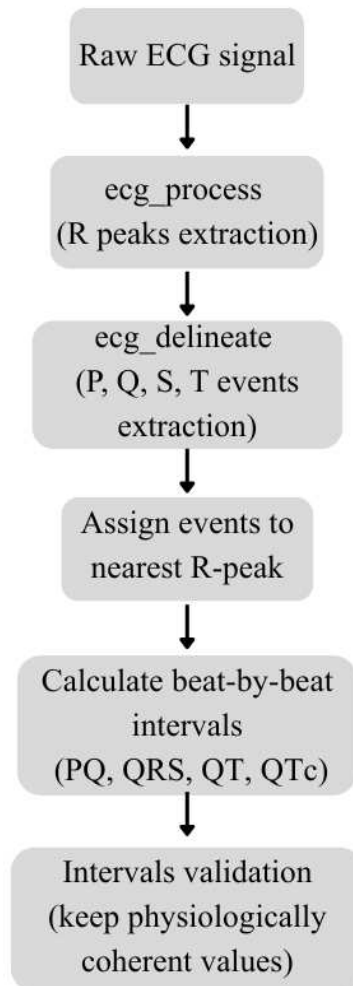 Raw ECG signal
ecg_process
(R peaks extraction)
ecg_delineate
(P, Q, S, T events
extraction)
Assign events to
nearest R-peak
Calculate beat-by-beat
intervals
(PQ, QRS, QT, QTc)
Intervals validation
(keep physiologically
coherent values)